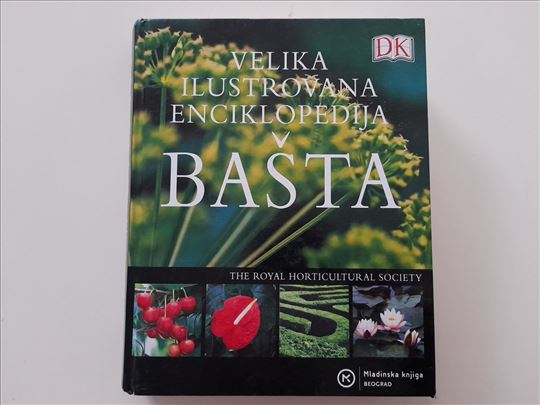 DK
VELIKA
ILUSTROVANA
ENCIKLOPEDIJA
BAŠTA
THE ROYAL HORTICULTURAL SOCIETY
Mladinska knjiga
BEOGRAD